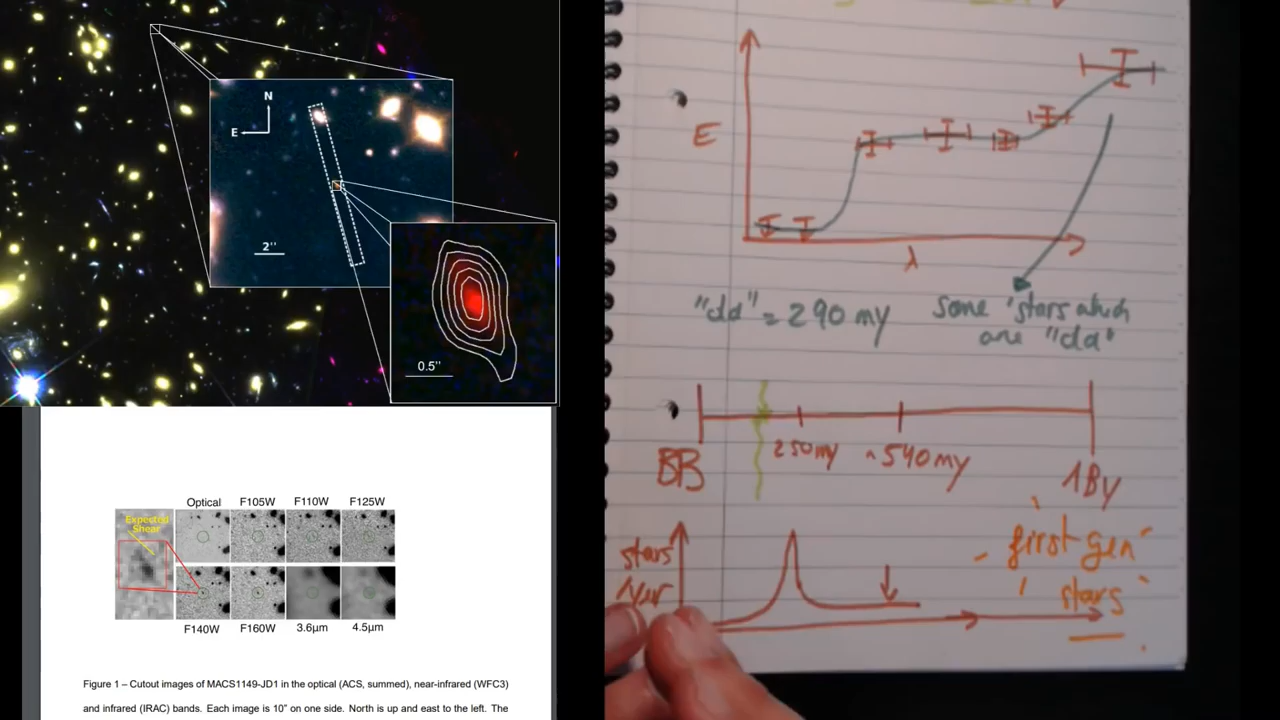 N
E
2''
0.5''
Expected
Shear
Optical F105W F110W F125W
F140W F160W 3.6μm 4.5μm
Figure 1 – Cutout images of MACS1149-JD1 in the optical (ACS, summed), near-infrared (WFC3)
and infrared (IRAC) bands. Each image is 10" on one side. North is up and east to the left. The
E
λ
"old" = 290 my
some stars which
are "old"
250my ~540my
BB
1By
stars
first gen
stars